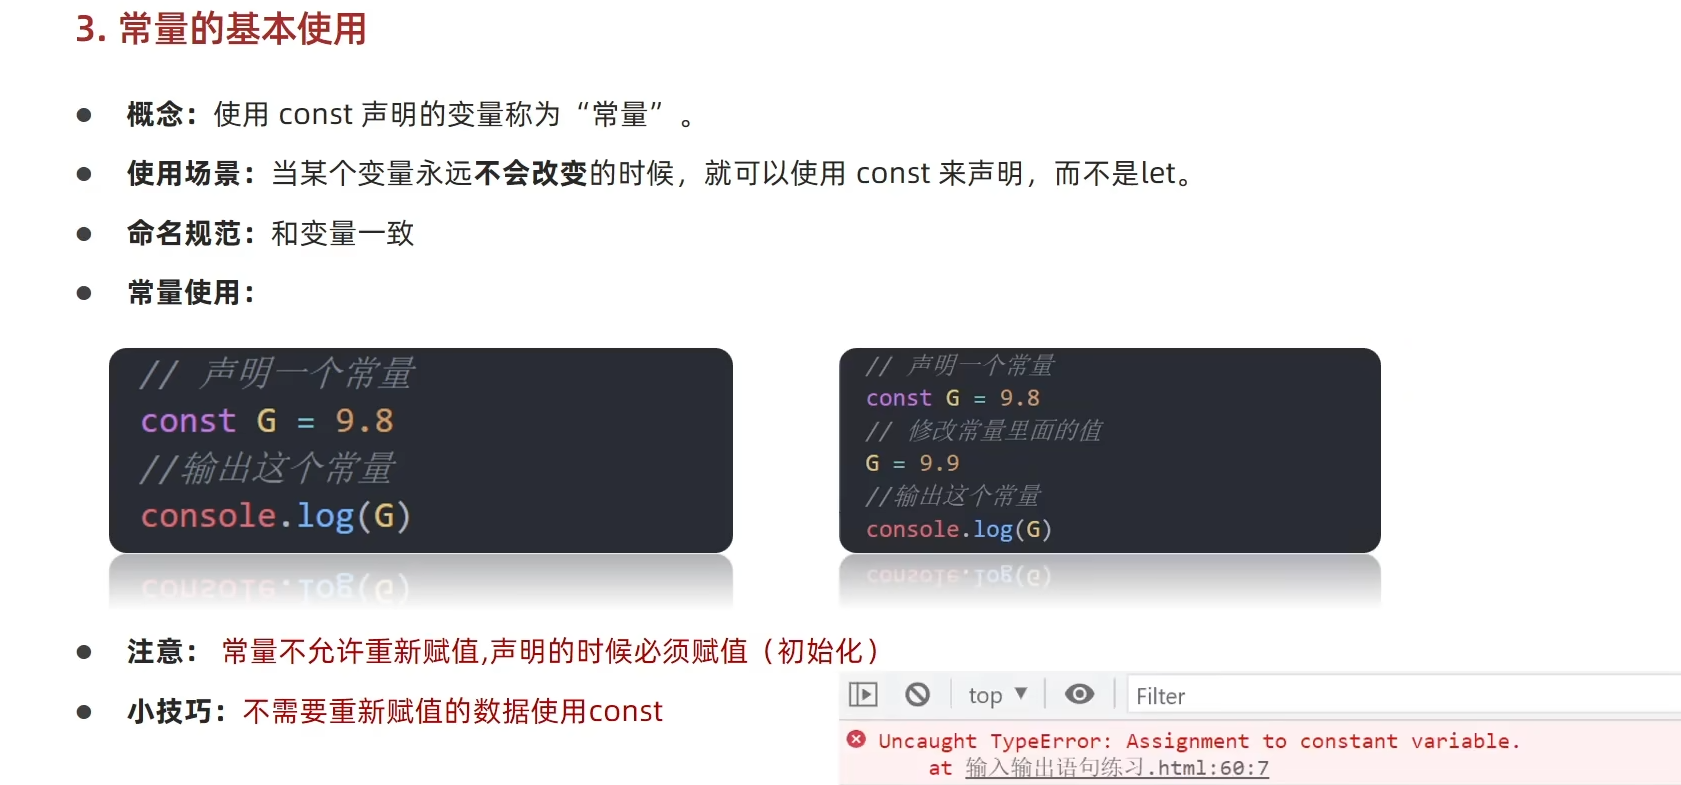 3. 常量的基本使用
● 概念：使用 const 声明的变量称为“常量”。
● 使用场景：当某个变量永远不会改变的时候，就可以使用 const 来声明，而不是let。
● 命名规范：和变量一致
● 常量使用：
// 声明一个常量
const G = 9.8
//输出这个常量
console.log(G)
// 声明一个常量
const G = 9.8
// 修改常量里面的值
G = 9.9
//输出这个常量
console.log(G)
● 注意： 常量不允许重新赋值,声明的时候必须赋值（初始化）
● 小技巧：不需要重新赋值的数据使用const
top ▼ Filter
Uncaught TypeError: Assignment to constant variable.
at 输入输出语句练习.html:60:7